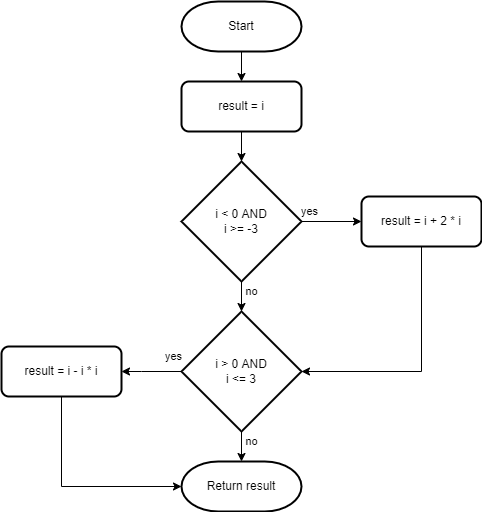 Start
result = i
i < 0 AND
i >= -3
yes
result = i + 2 * i
no
i > 0 AND
i <= 3
yes
result = i - i * i
no
Return result